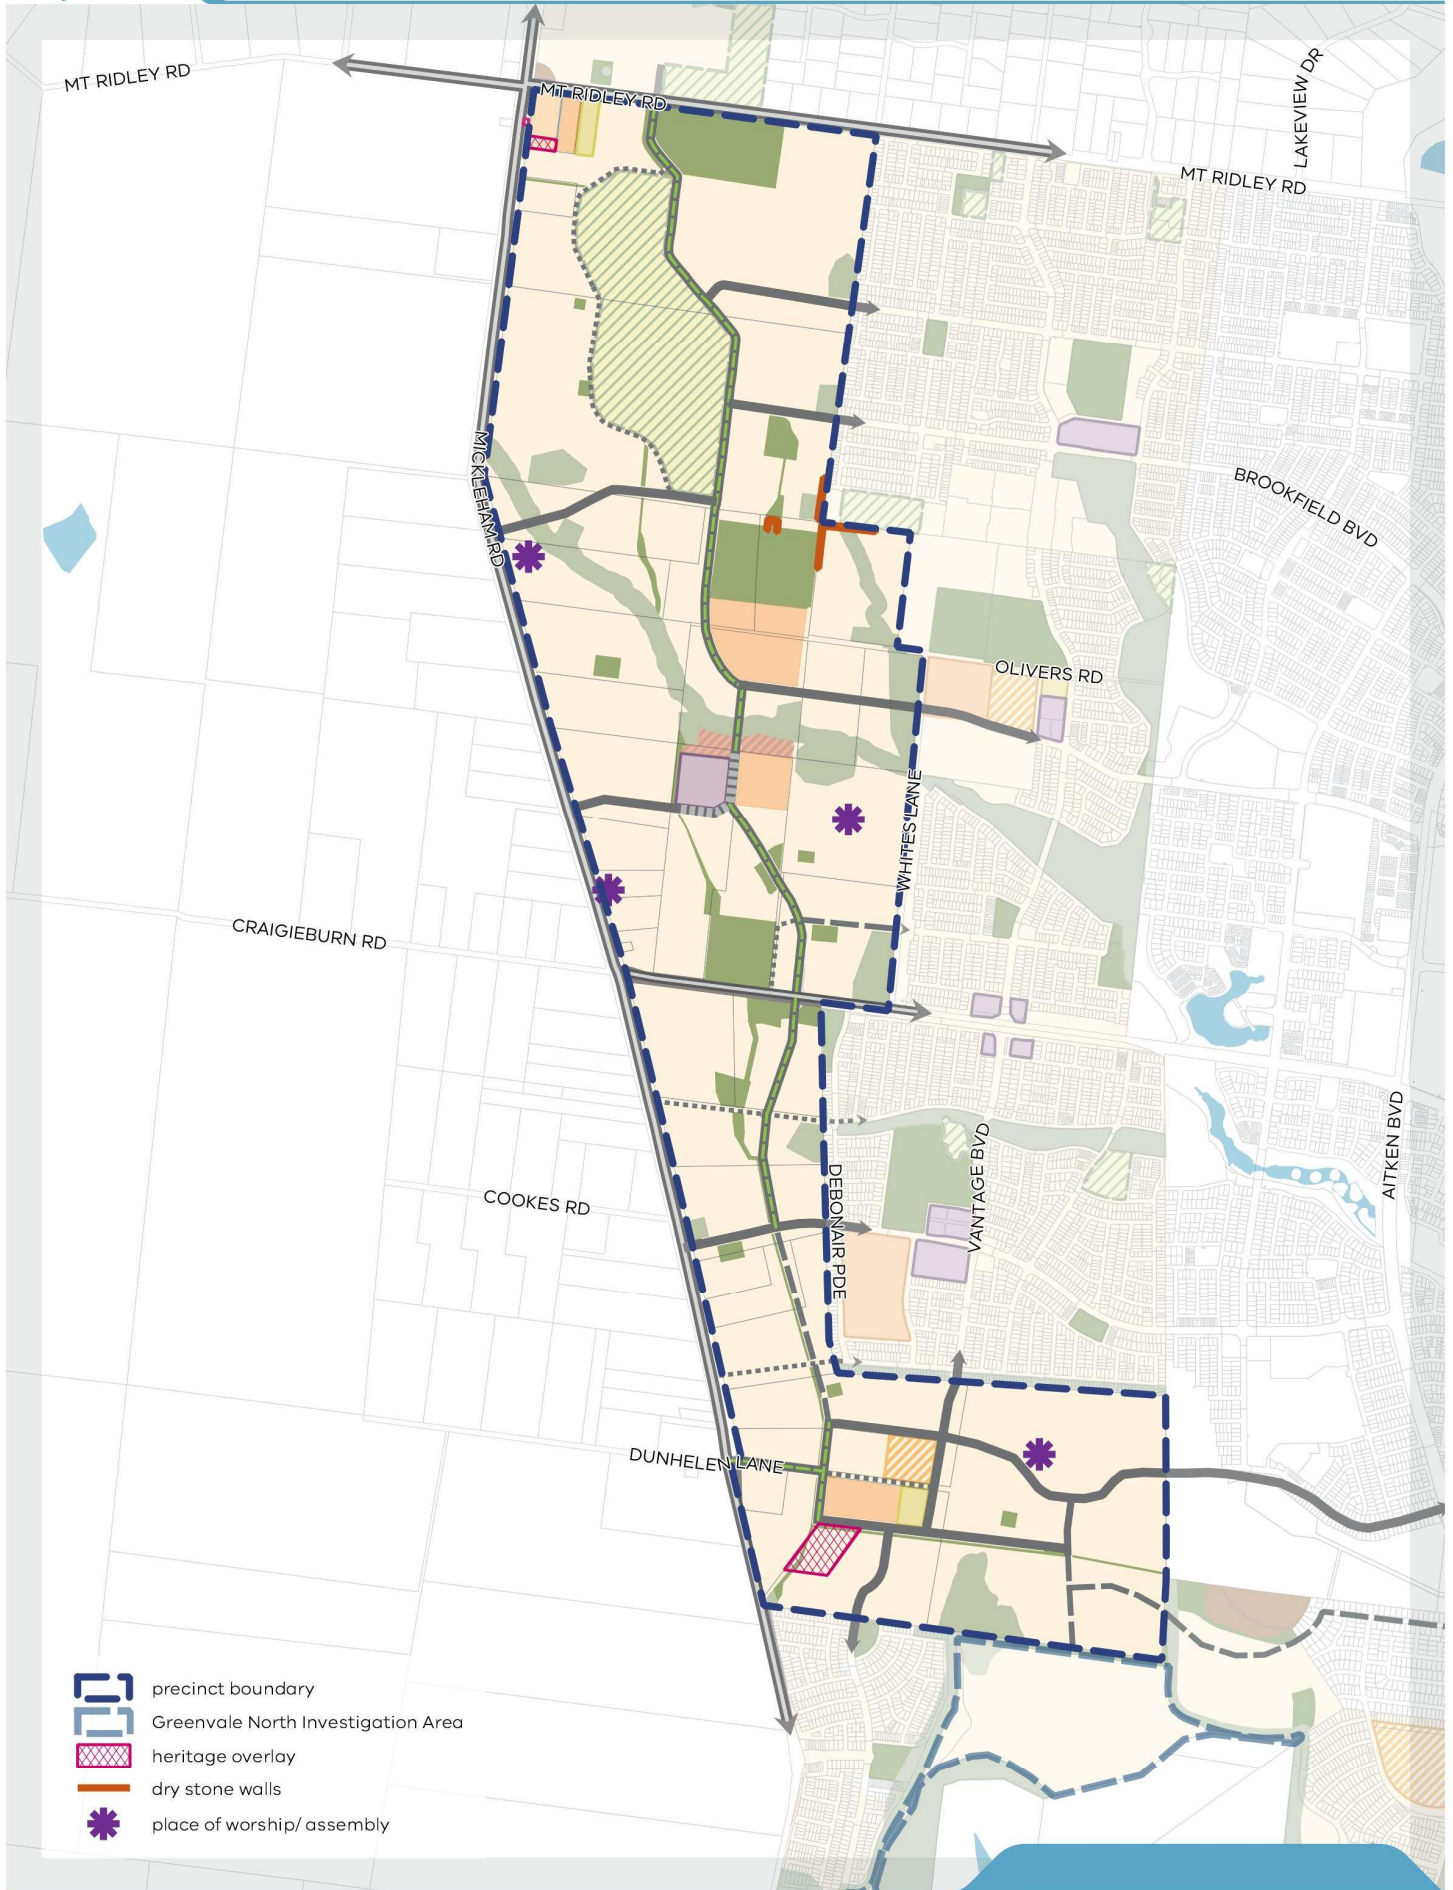 MT RIDLEY RD
MT RIDLEY RD
LAKEVIEW DR
MT RIDLEY RD
MICKLEHAM RD
BROOKFIELD BVD
OLIVERS RD
WHITES LANE
CRAIGIEBURN RD
AITKEN BVD
VANTAGE BVD
DEBONAIR PDE
COOKES RD
DUNHELEN LANE
precinct boundary
Greenvale North Investigation Area
heritage overlay
dry stone walls
place of worship/ assembly